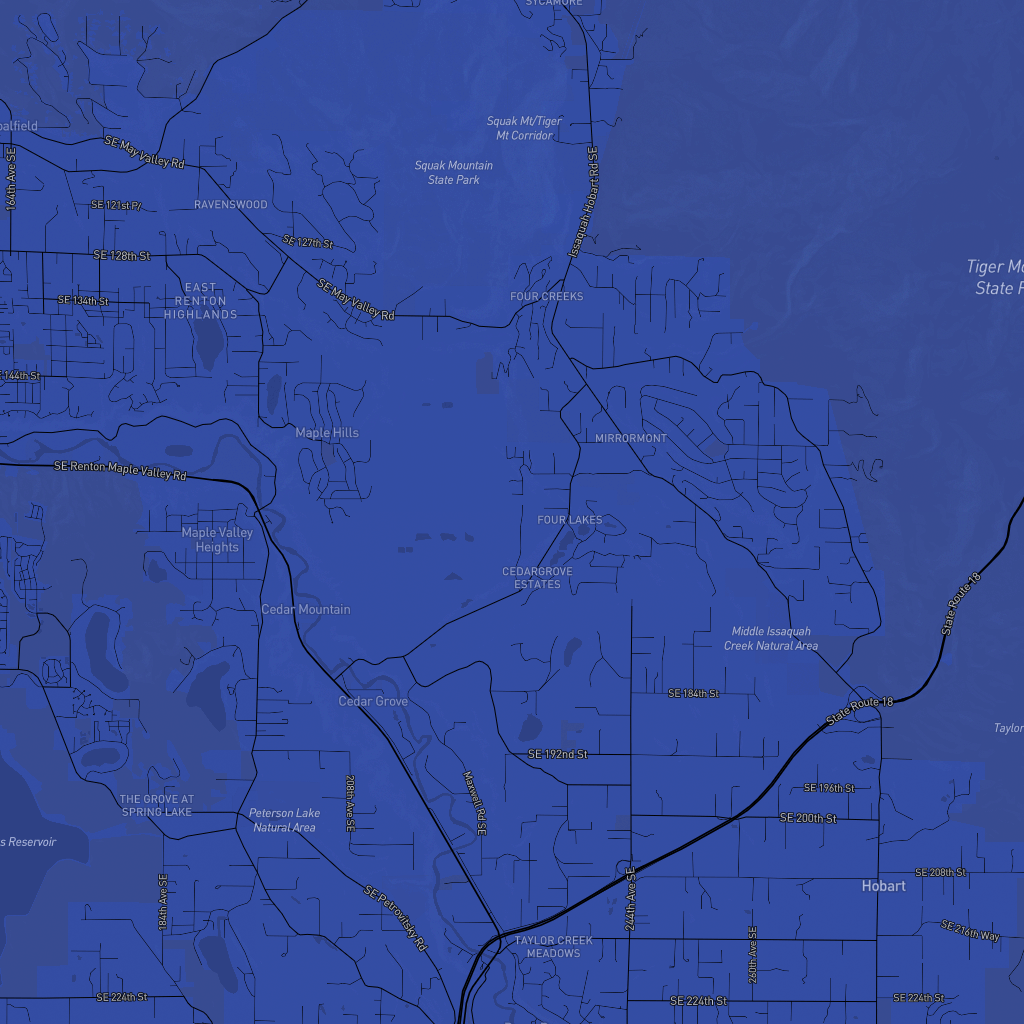 SYCAMORE
Squak Mt/Tiger
Mt Corridor
SE May Valley Rd
164th Ave SE
Squak Mountain
State Park
Issaquah Hobart Rd SE
SE 121st Pl
RAVENSWOOD
SE 127th St
SE 128th St
EAST
RENTON
HIGHLANDS
SE 134th St
SE May Valley Rd
FOUR CREEKS
144th St
Maple Hills
MIRRORMONT
SE Renton Maple Valley Rd
Maple Valley
Heights
FOUR LAKES
CEDARGROVE
ESTATES
State Route 18
Cedar Mountain
Middle Issaquah
Creek Natural Area
SE 184th St
Cedar Grove
State Route 18
SE 192nd St
SE 196th St
THE GROVE AT
SPRING LAKE
208th Ave SE
Maxwell Rd SE
Peterson Lake
Natural Area
SE 200th St
Reservoir
184th Ave SE
SE Petrovitsky Rd
244th Ave SE
Hobart
SE 208th St
SE 216th Way
TAYLOR CREEK
MEADOWS
260th Ave SE
SE 224th St
SE 224th St
SE 224th St